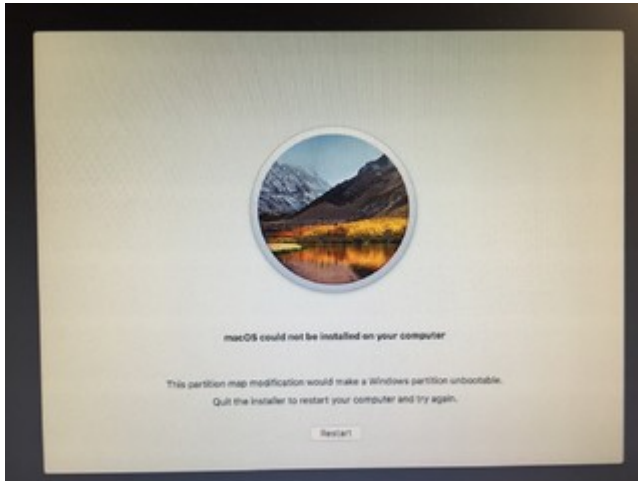 macOS could not be installed on your computer
This partition map modification would make a Windows partition unbootable.
Quit the installer to restart your computer and try again.
Restart